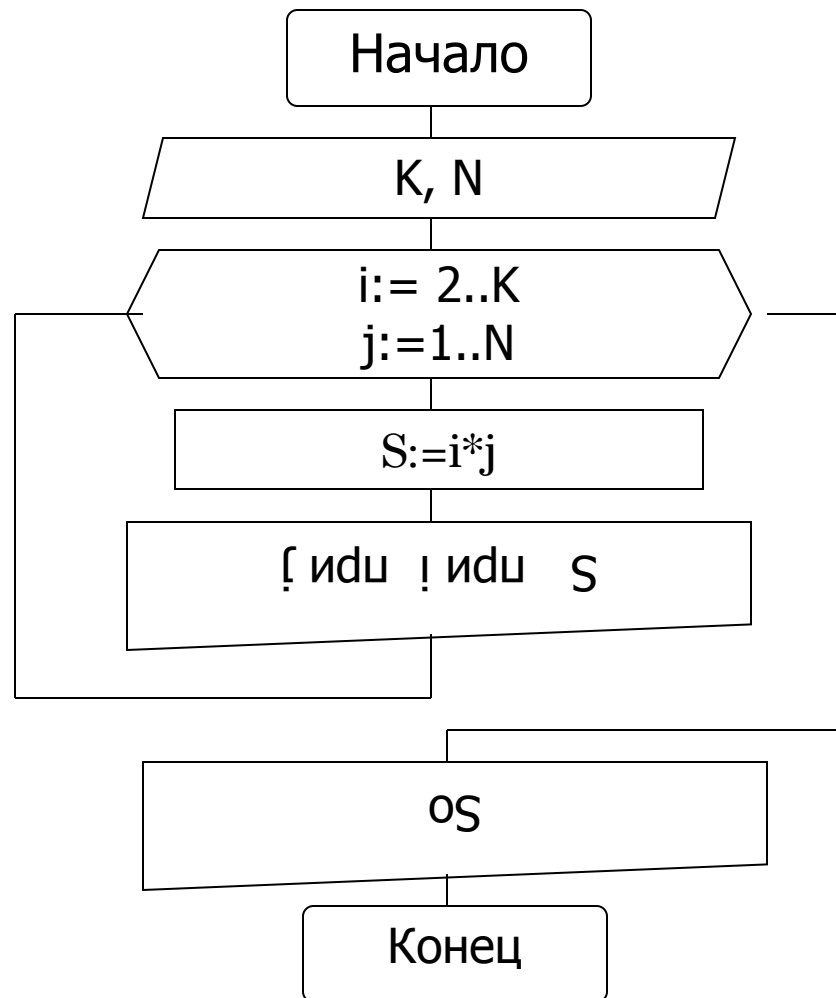 Начало
K, N
i:= 2..K
j:=1..N
S:=i*j
S при i при j
So
Конец